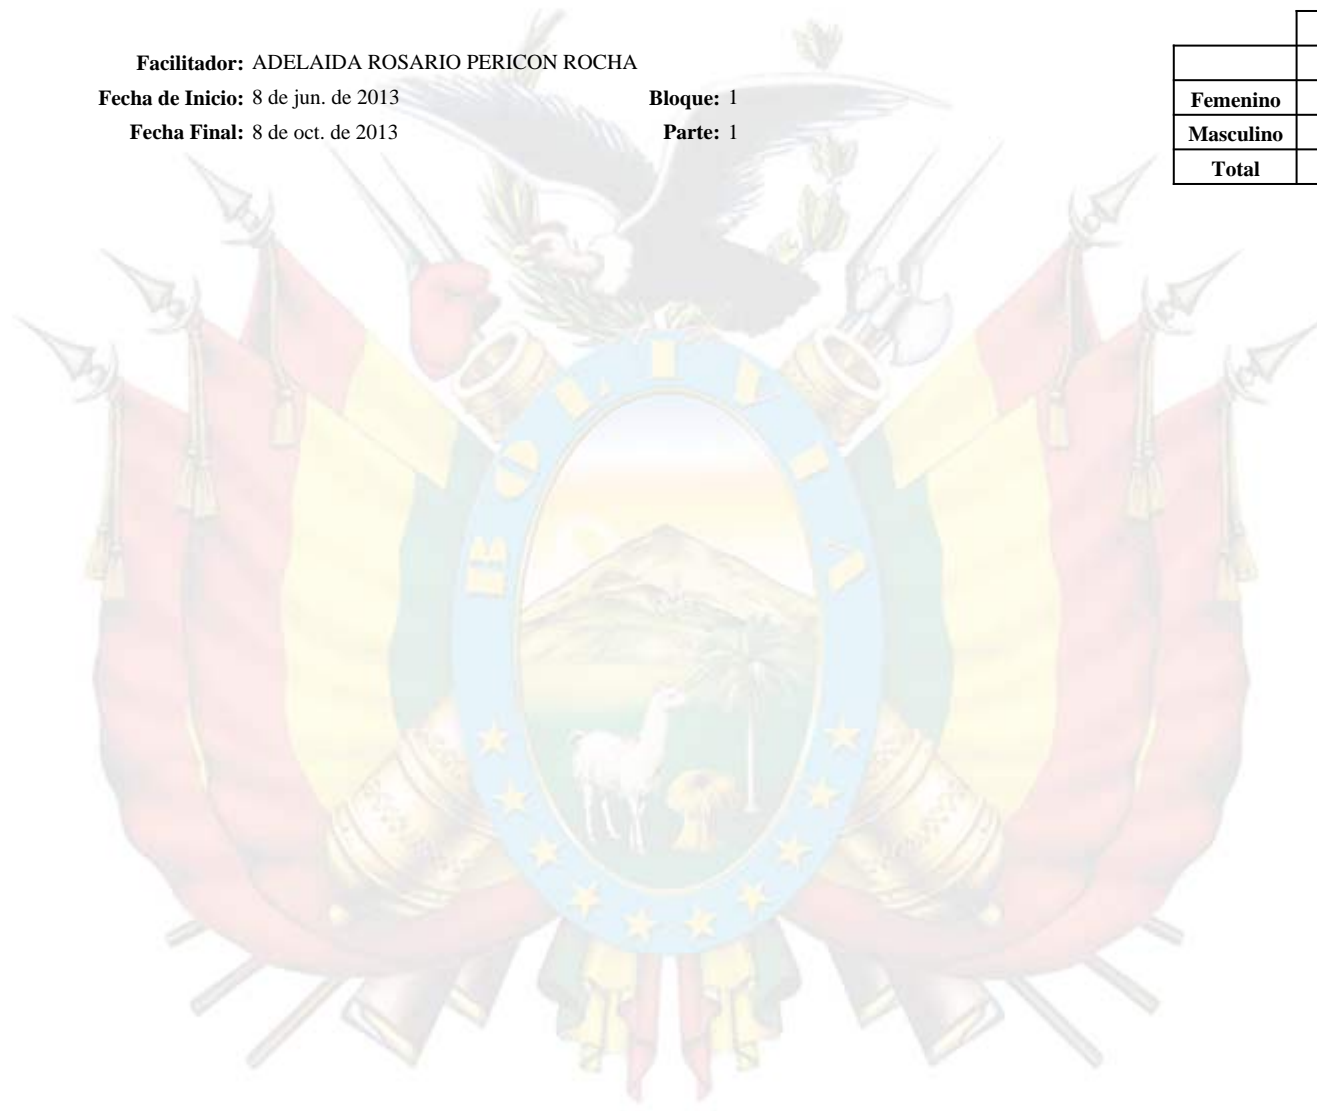 Facilitador: ADELAIDA ROSARIO PERICON ROCHA
Fecha de Inicio: 8 de jun. de 2013 Bloque: 1
Fecha Final: 8 de oct. de 2013 Parte: 1
Femenino
Masculino
Total
BOLIVIA